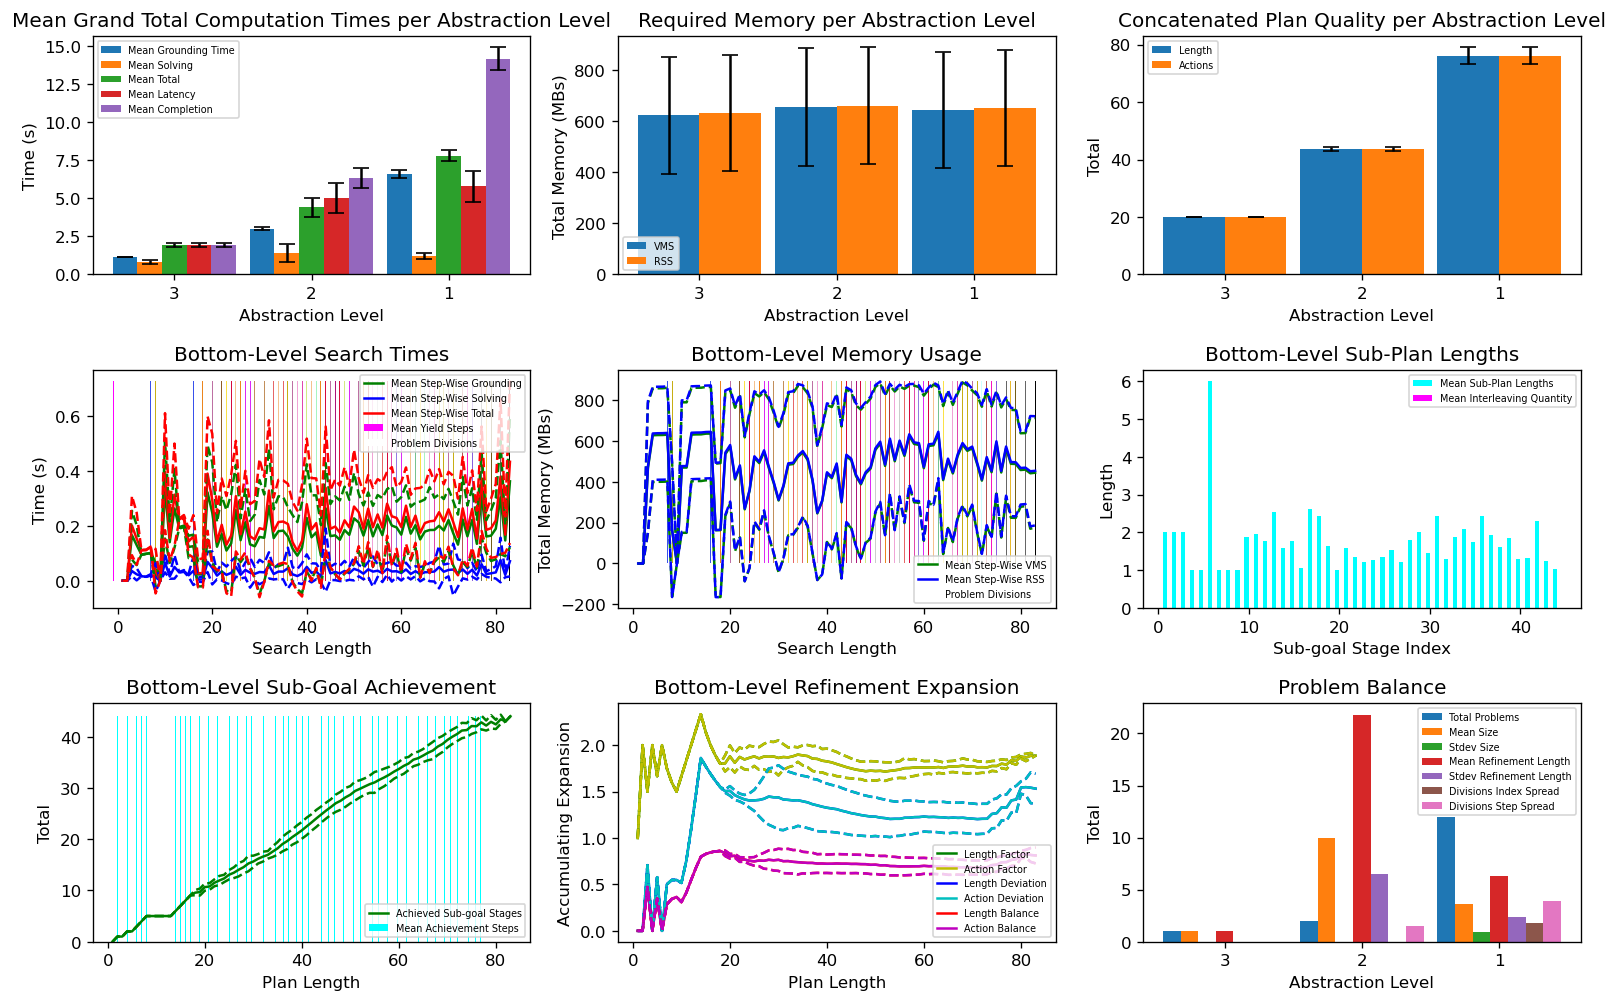 Mean Grand Total Computation Times per Abstraction Level
Time (s)
15.0
12.5
10.0
7.5
5.0
2.5
0.0
Mean Grounding Time
Mean Solving
Mean Total
Mean Latency
Mean Completion
3 2 1
Abstraction Level
Required Memory per Abstraction Level
Total Memory (MBs)
800
600
400
200
0
VMS
RSS
3 2 1
Abstraction Level
Concatenated Plan Quality per Abstraction Level
Total
80
60
40
20
0
Length
Actions
3 2 1
Abstraction Level
Bottom-Level Search Times
Time (s)
0.6
0.4
0.2
0.0
Mean Step-Wise Grounding
Mean Step-Wise Solving
Mean Step-Wise Total
Mean Yield Steps
Problem Divisions
0 20 40 60 80
Search Length
Bottom-Level Memory Usage
Total Memory (MBs)
800
600
400
200
0
−200
Mean Step-Wise VMS
Mean Step-Wise RSS
Problem Divisions
0 20 40 60 80
Search Length
Bottom-Level Sub-Plan Lengths
Length
6
5
4
3
2
1
0
Mean Sub-Plan Lengths
Mean Interleaving Quantity
0 10 20 30 40
Sub-goal Stage Index
Bottom-Level Sub-Goal Achievement
Total
40
30
20
10
0
Achieved Sub-goal Stages
Mean Achievement Steps
0 20 40 60 80
Plan Length
Bottom-Level Refinement Expansion
Accumulating Expansion
2.0
1.5
1.0
0.5
0.0
Length Factor
Action Factor
Length Deviation
Action Deviation
Length Balance
Action Balance
0 20 40 60 80
Plan Length
Problem Balance
Total
20
15
10
5
0
Total Problems
Mean Size
Stdev Size
Mean Refinement Length
Stdev Refinement Length
Divisions Index Spread
Divisions Step Spread
3 2 1
Abstraction Level